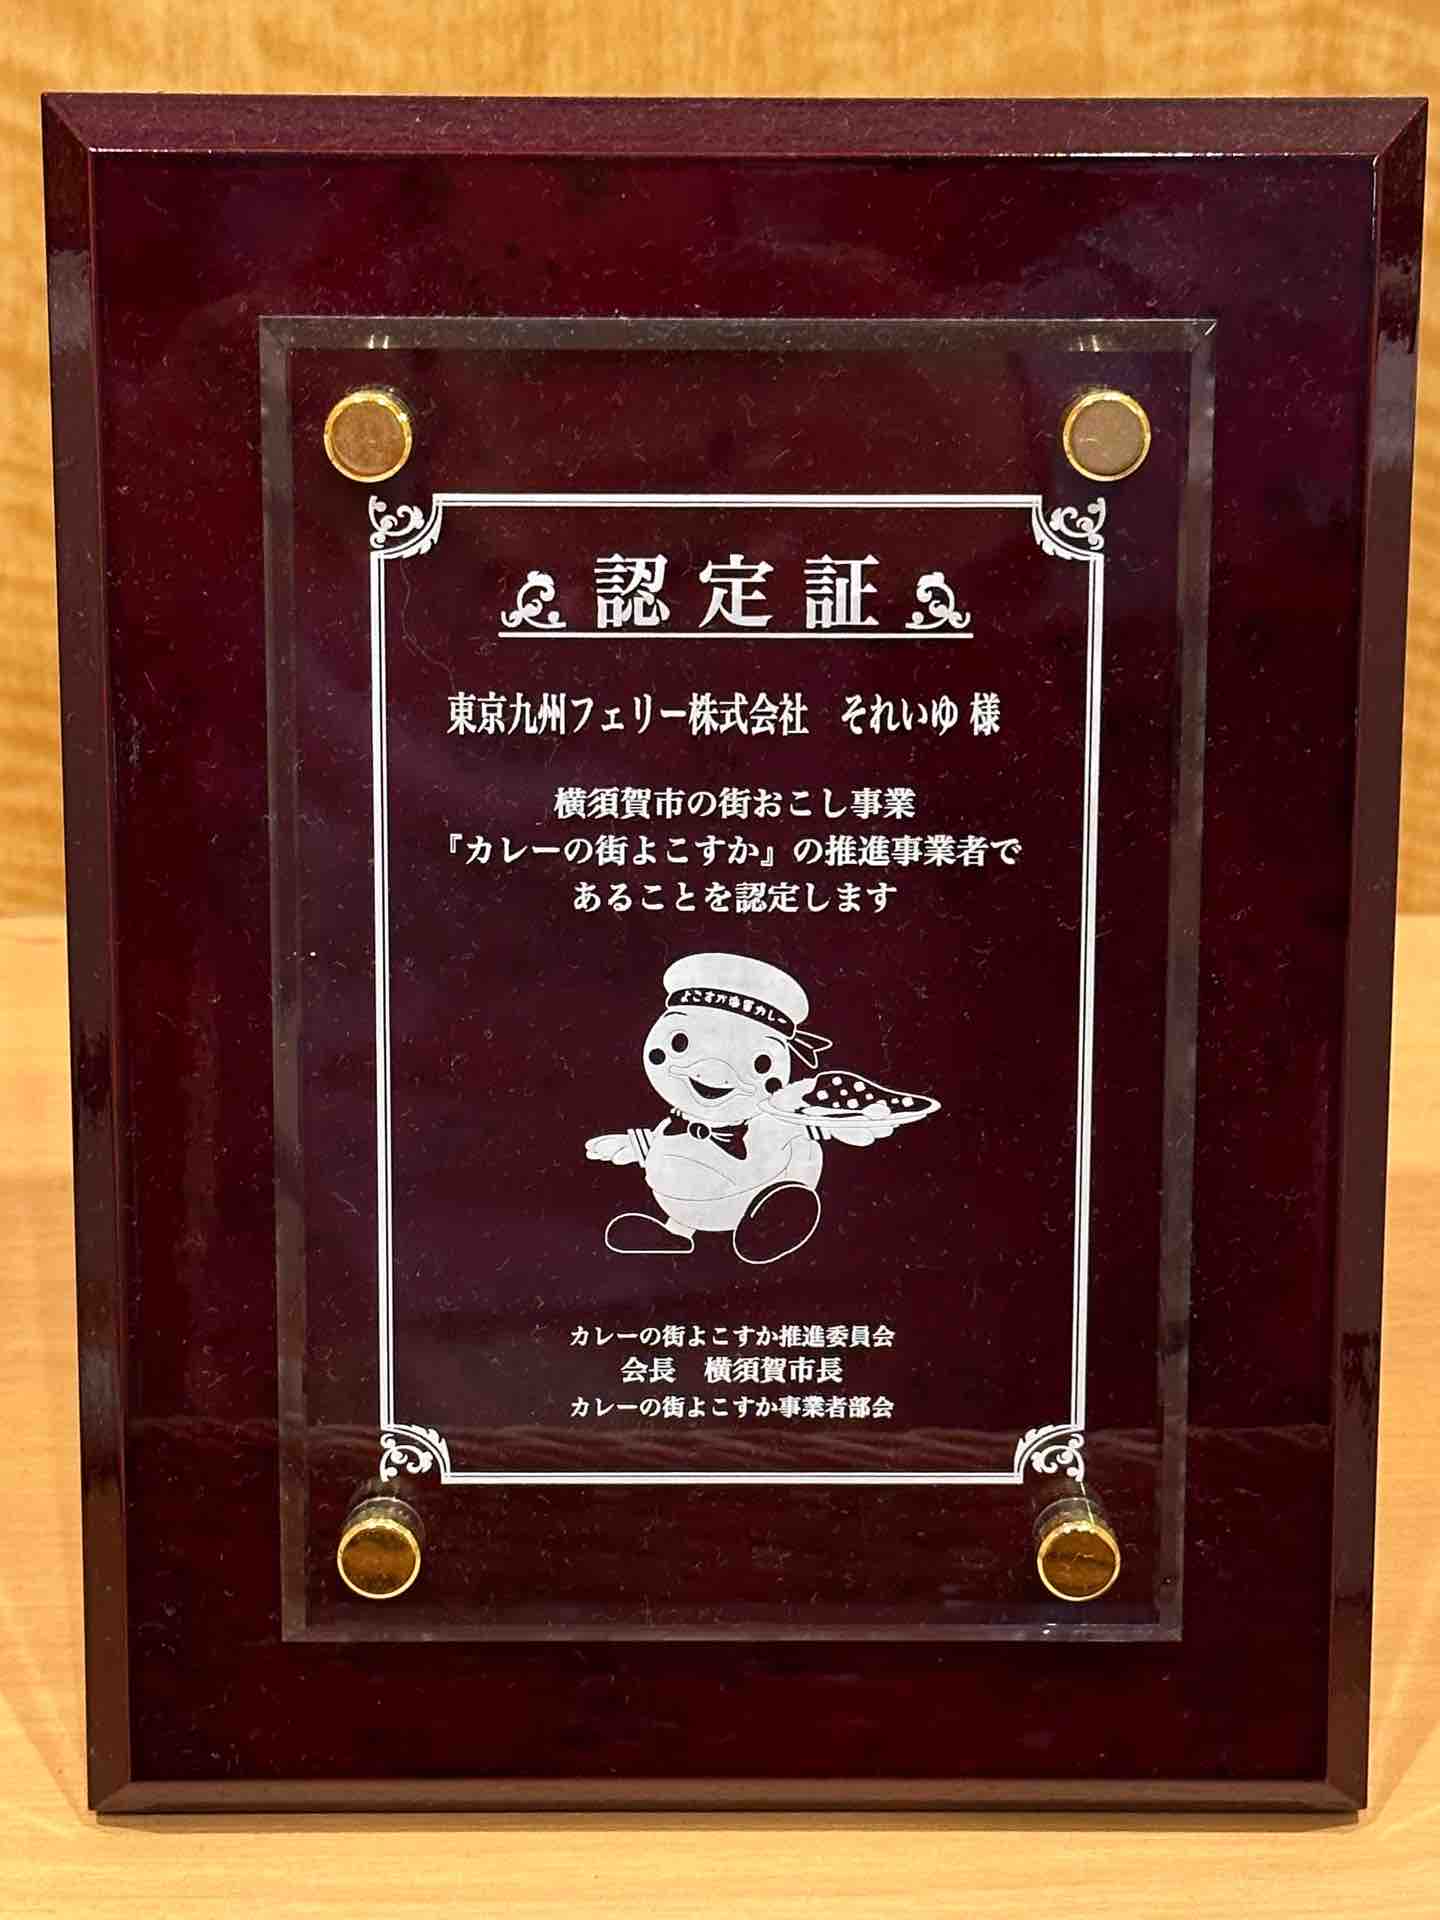 認定証
東京九州フェリー株式会社　それいゆ 様
横須賀市の街おこし事業
『カレーの街よこすか』の推進事業者で
あることを認定します
よこすか海軍カレー
カレーの街よこすか推進委員会
会長　横須賀市長
カレーの街よこすか事業者部会